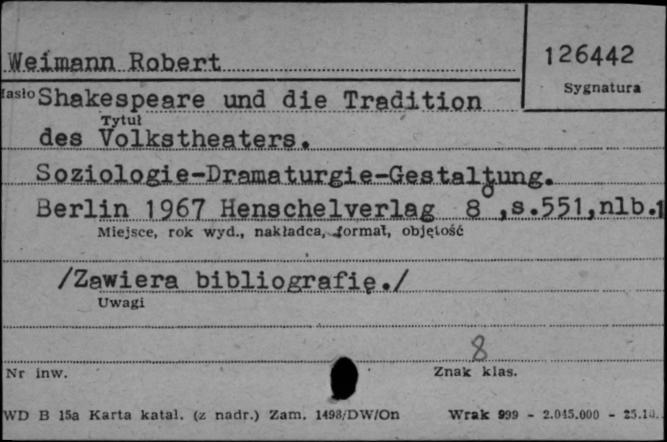 Weimann Robert
126442
Sygnatura
Hasło Shakespeare und die Tradition
Tytuł
des Volkstheaters.
Soziologie-Dramaturgie-Gestaltung.
Berlin 1967 Henschelverlag 8°, s.551, nlb.1
Miejsce, rok wyd., nakładca, format, objętość
/Zawiera bibliografię./
Uwagi
8
Nr inw.
Znak klas.
WD B 15a Karta katal. (z nadr.) Zam. 1498/DW/On Wrak 999 - 2.045.000 -